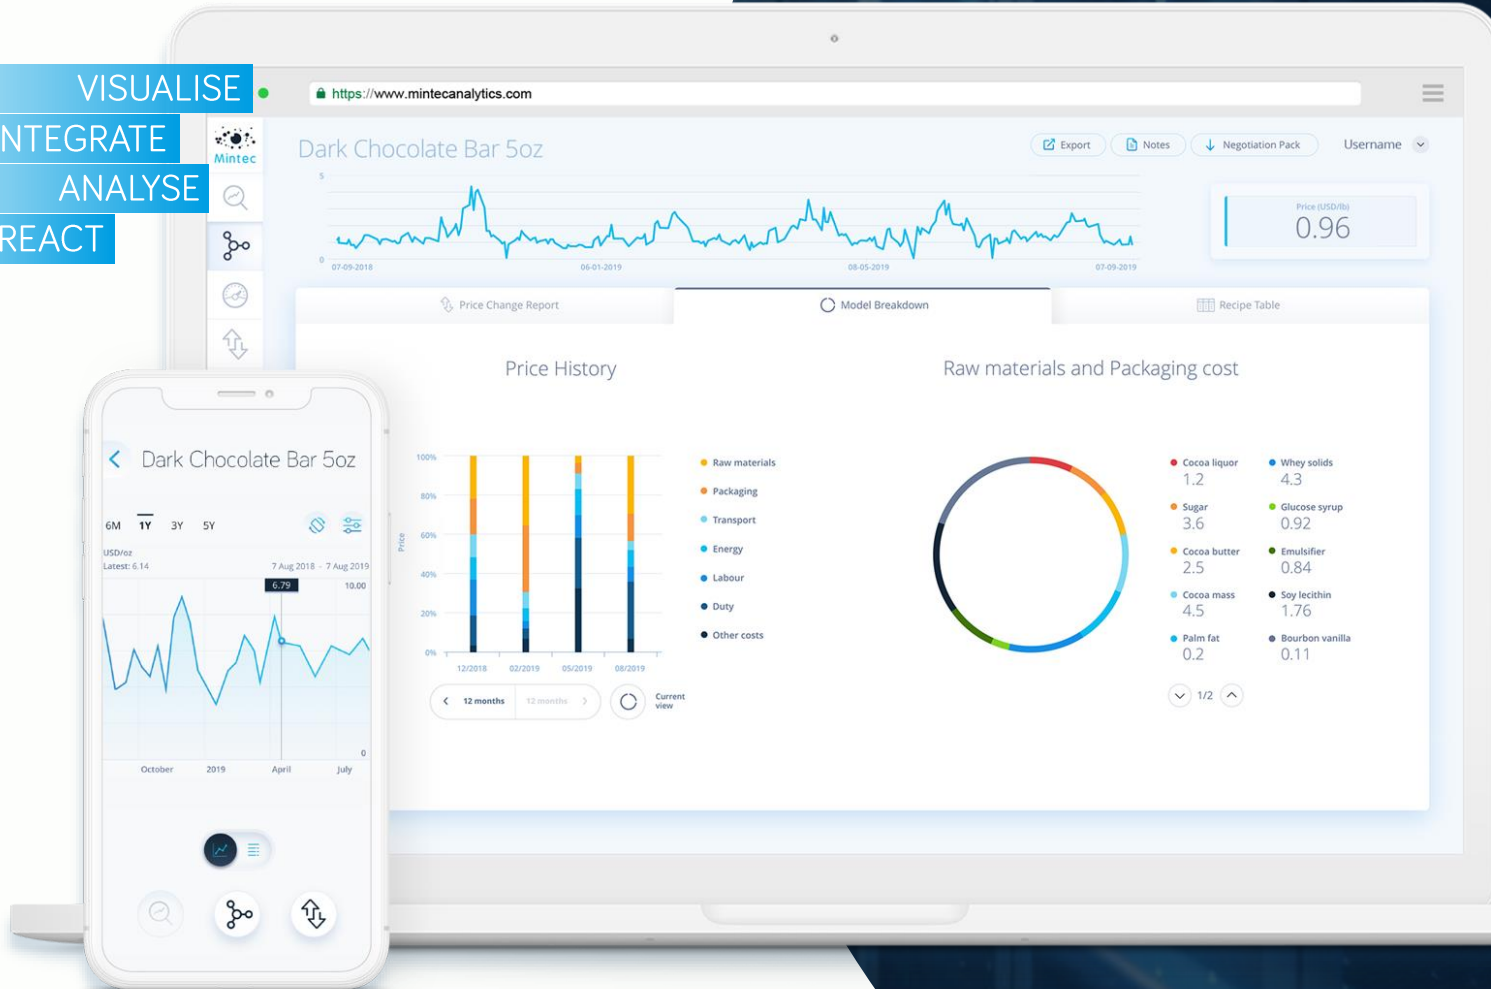 VISUALISE
NTEGRATE
ANALYSE
REACT
https://www.mintecanalytics.com
Mintec
Dark Chocolate Bar 5oz
Export
Notes
Negotiation Pack
Username
5
0
07-09-2018
06-01-2019
08-05-2019
07-09-2019
Price (USD/lb)
0.96
Price Change Report
Model Breakdown
Recipe Table
Price History
Price
100%
80%
60%
40%
20%
0%
12/2018
02/2019
05/2019
08/2019
Raw materials
Packaging
Transport
Energy
Labour
Duty
Other costs
12 months
12 months
Current
view
Raw materials and Packaging cost
Cocoa liquor
1.2
Sugar
3.6
Cocoa butter
2.5
Cocoa mass
4.5
Palm fat
0.2
Whey solids
4.3
Glucose syrup
0.92
Emulsifier
0.84
Soy lecithin
1.76
Bourbon vanilla
0.11
1/2
Dark Chocolate Bar 5oz
6M
1Y
3Y
5Y
USD/oz
Latest: 6.14
7 Aug 2018 - 7 Aug 2019
6.79
10.00
0
October
2019
April
July